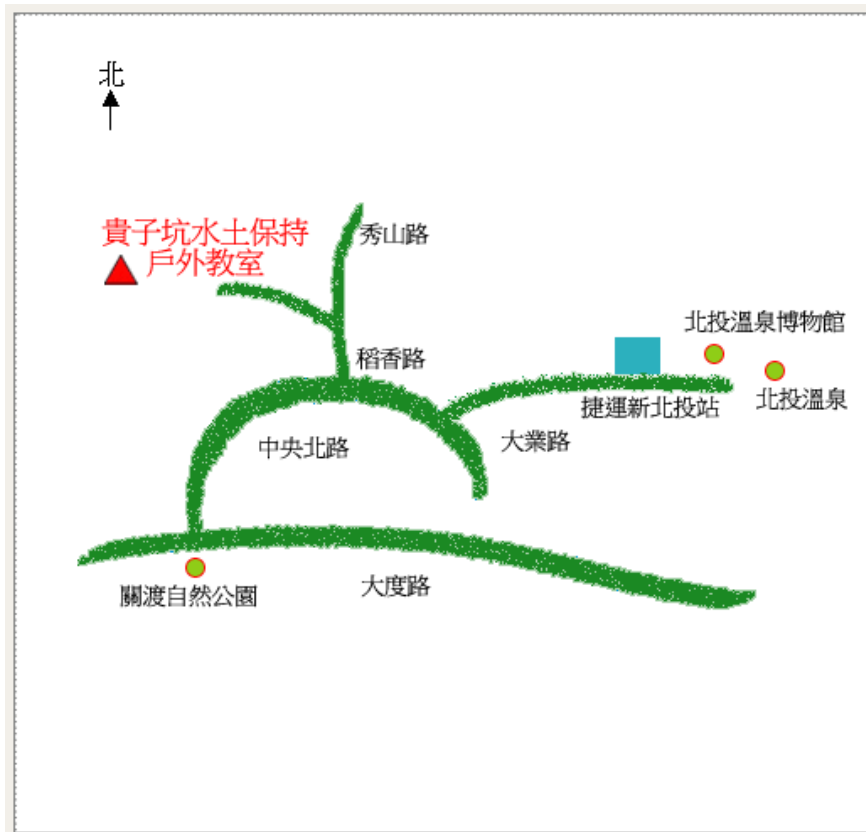 北
貴子坑水土保持
戶外教室
秀山路
北投溫泉博物館
稻香路
北投溫泉
捷運新北投站
大業路
中央北路
關渡自然公園
大度路